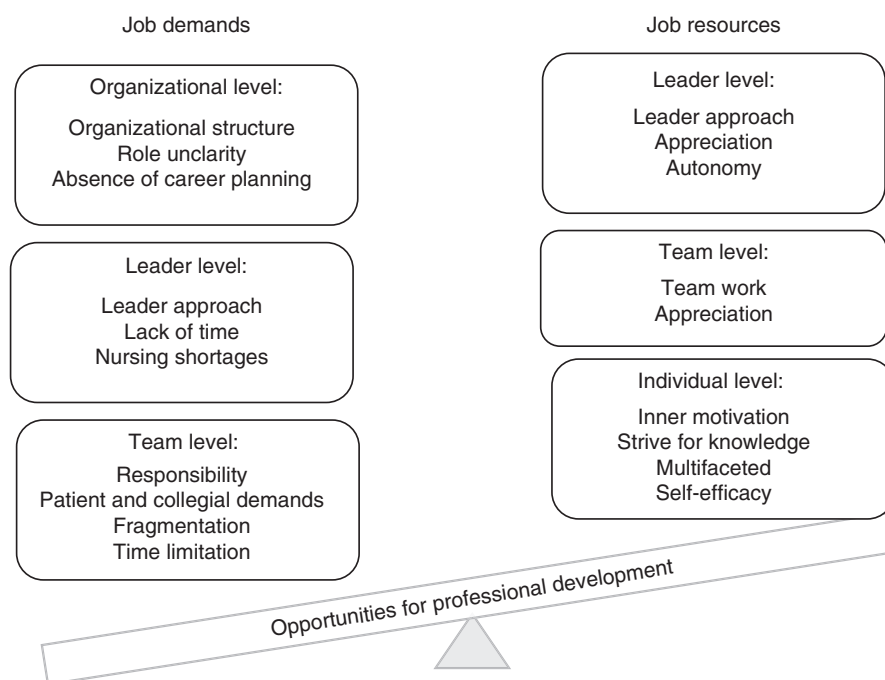 Job demands
Organizational level:
Organizational structure
Role unclarity
Absence of career planning
Leader level:
Leader approach
Lack of time
Nursing shortages
Team level:
Responsibility
Patient and collegial demands
Fragmentation
Time limitation
Job resources
Leader level:
Leader approach
Appreciation
Autonomy
Team level:
Team work
Appreciation
Individual level:
Inner motivation
Strive for knowledge
Multifaceted
Self-efficacy
Opportunities for professional development